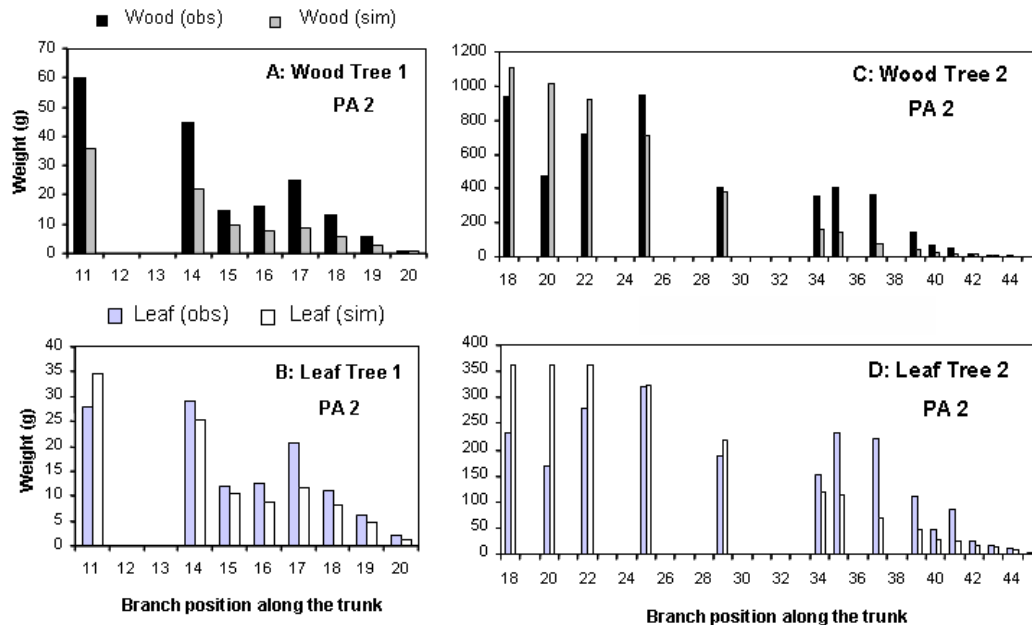 Wood (obs) Wood (sim)
A: Wood Tree 1
PA 2
Weight (g)
70
60
50
40
30
20
10
0
11 12 13 14 15 16 17 18 19 20
C: Wood Tree 2
PA 2
1200
1000
800
600
400
200
0
18 20 22 24 26 28 30 32 34 36 38 40 42 44
Leaf (obs) Leaf (sim)
B: Leaf Tree 1
PA 2
Weight (g)
40
35
30
25
20
15
10
5
0
11 12 13 14 15 16 17 18 19 20
Branch position along the trunk
D: Leaf Tree 2
PA 2
400
350
300
250
200
150
100
50
0
18 20 22 24 26 28 30 32 34 36 38 40 42 44
Branch position along the trunk